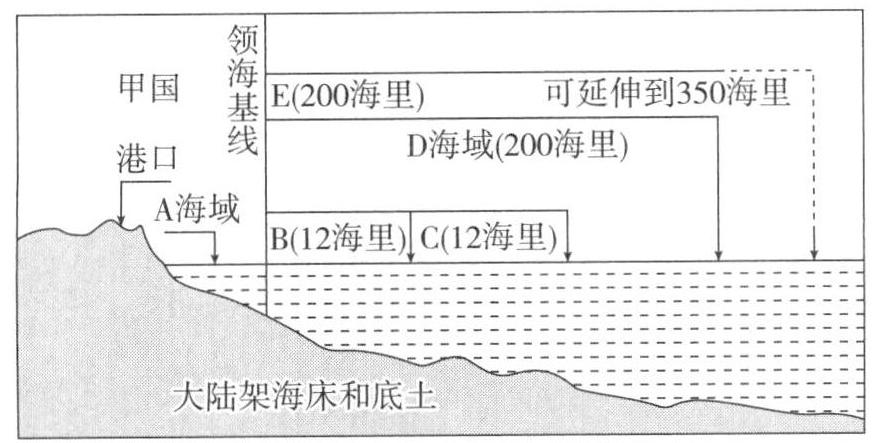 领海基线
甲国
E(200海里)
可延伸到350海里
D海域(200海里)
港口
A海域
B(12海里)
C(12海里)
大陆架海床和底土